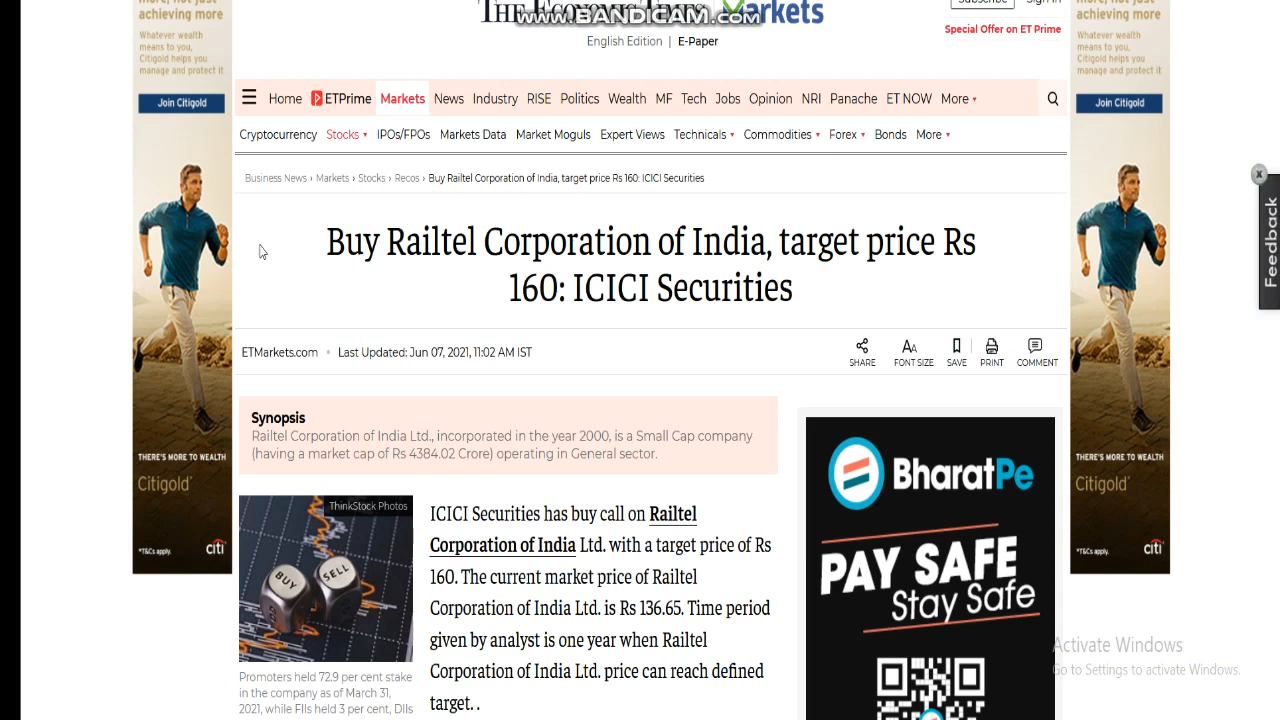 more, not just
achieving more
Whatever wealth
means to you,
Citigold helps you
manage and protect it
Join Citigold
THERE'S MORE TO WEALTH
Citigold
*T&Cs apply.
citi
THE ECONOMIC TIMES Markets
WWW.BANDICAM.COM
English Edition | E-Paper
Subscribe Sign In
Special Offer on ET Prime
Home ETPrime Markets News Industry RISE Politics Wealth MF Tech Jobs Opinion NRI Panache ET NOW More
Cryptocurrency Stocks IPOs/FPOs Markets Data Market Moguls Expert Views Technicals Commodities Forex Bonds More
Business News › Markets › Stocks › Recos › Buy Railtel Corporation of India, target price Rs 160: ICICI Securities
Buy Railtel Corporation of India, target price Rs
160: ICICI Securities
ETMarkets.com • Last Updated: Jun 07, 2021, 11:02 AM IST
SHARE FONT SIZE SAVE PRINT COMMENT
Synopsis
Railtel Corporation of India Ltd., incorporated in the year 2000, is a Small Cap company
(having a market cap of Rs 4384.02 Crore) operating in General sector.
ThinkStock Photos
BUY
SELL
Promoters held 72.9 per cent stake
in the company as of March 31,
2021, while FIIs held 3 per cent, DIIs
ICICI Securities has buy call on Railtel
Corporation of India Ltd. with a target price of Rs
160. The current market price of Railtel
Corporation of India Ltd. is Rs 136.65. Time period
given by analyst is one year when Railtel
Corporation of India Ltd. price can reach defined
target. .
BharatPe
PAY SAFE
Stay Safe
more, not just
achieving more
Whatever wealth
means to you,
Citigold helps you
manage and protect it
Join Citigold
THERE'S MORE TO WEALTH
Citigold
*T&Cs apply.
citi
x
Feedback
Activate Windows
Go to Settings to activate Windows.